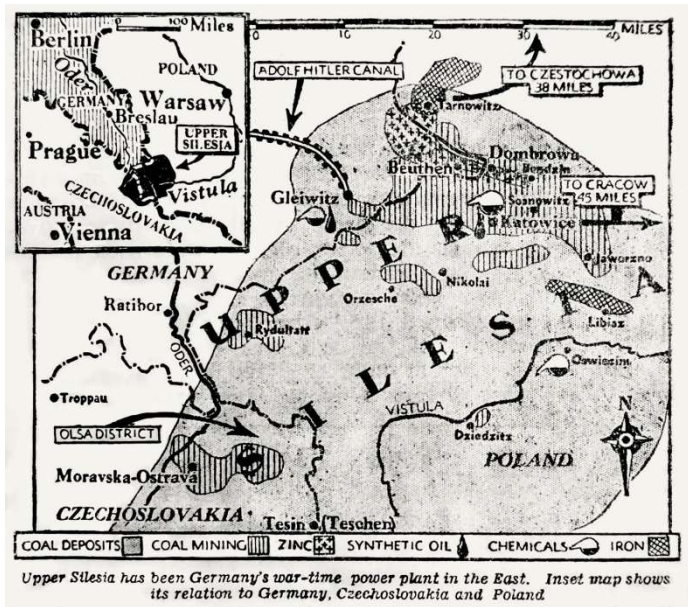 100 Miles
Berlin
Oder
POLAND
GERMANY
Warsaw
Breslau
UPPER
SILESIA
Prague
Vistula
CZECHOSLOVAKIA
AUSTRIA
Vienna
0 10 20 30 40 MILES
ADOLF HITLER CANAL
TO CZESTOCHOWA
38 MILES
Tarnowitz
Dombrowa
Beuthen
Bendzin
TO CRACOW
45 MILES
Gleiwitz
Sosnowitz
Katowice
Jaworzno
GERMANY
Nikolai
Orzesche
Ratibor
UPPER
SILESIA
Rydultatt
Libiaz
ODER
Oswiecim
Troppau
VISTULA
N
OLSA DISTRICT
Dziedzitz
POLAND
Moravska-Ostrava
CZECHOSLOVAKIA
Tesin (Teschen)
COAL DEPOSITS COAL MINING ZINC SYNTHETIC OIL CHEMICALS IRON
Upper Silesia has been Germany's war-time power plant in the East. Inset map shows
its relation to Germany, Czechoslovakia and Poland